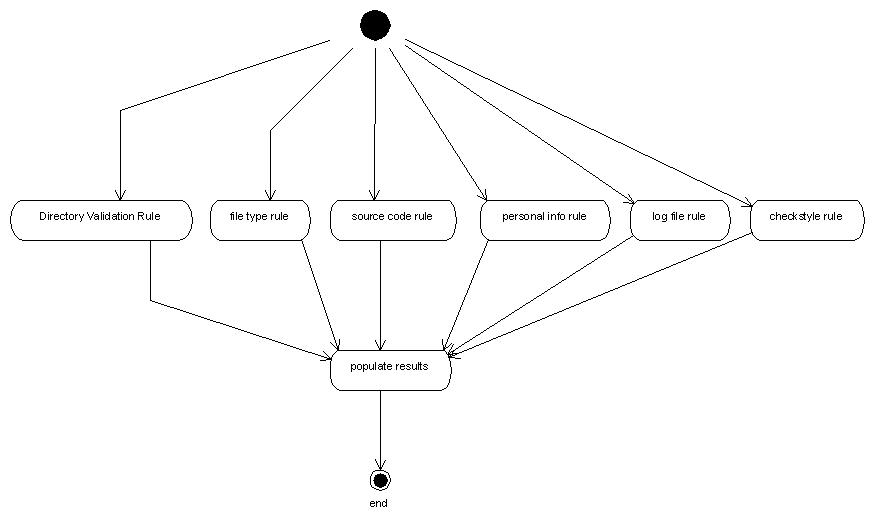 Directory Validation Rule
file type rule
source code rule
personal info rule
log file rule
checkstyle rule
populate results
end